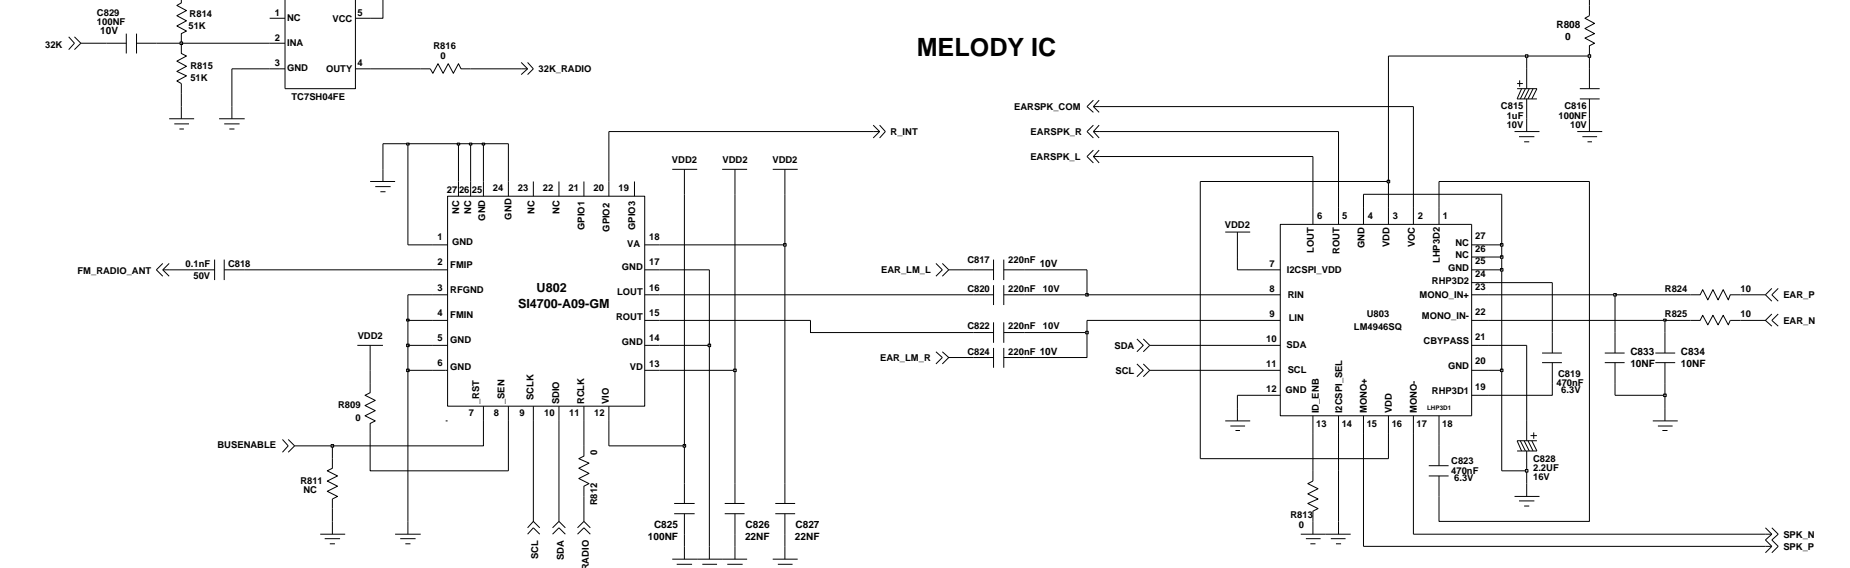 MELODY IC
C829
100NF
10V
32K
R814
51K
R815
51K
1 NC
2 INA
3 GND
VCC 5
OUTY 4
TC7SH04FE
R816
0
32K_RADIO
R808
0
C815
1uF
10V
C816
100NF
10V
+
EARSPK_COM
EARSPK_R
EARSPK_L
R_INT
VDD2
VDD2
VDD2
27 26 25 24 23 22 21 20 19
NC NC GND GND NC NC GPIO1 GPIO2 GPIO3
1 GND
2 FMIP
3 RFGND
4 FMIN
5 GND
6 GND
U802
SI4700-A09-GM
VA 18
GND 17
LOUT 16
ROUT 15
GND 14
VD 13
_RST _SEN SCLK SDIO RCLK VIO
7 8 9 10 11 12
FM_RADIO_ANT
0.1nF
50V
C818
VDD2
R809
0
BUSENABLE
R811
NC
R812
0
SCL
SDA
RADIO
C825
100NF
C826
22NF
C827
22NF
EAR_LM_L
C817 220nF 10V
C820 220nF 10V
C822 220nF 10V
EAR_LM_R
C824 220nF 10V
VDD2
SDA
SCL
6 5 4 3 2 1
LOUT ROUT GND VDD VOC LHP3D2
7 I2CSPI_VDD
8 RIN
9 LIN
10 SDA
11 SCL
12 GND
U803
LM4946SQ
NC 27
NC 26
GND 25
RHP3D2 24
MONO_IN+ 23
MONO_IN- 22
CBYPASS 21
GND 20
RHP3D1 19
ID_ENB I2CSPI_SEL MONO+ VDD MONO- LHP3D1
13 14 15 16 17 18
R813
0
C823
470nF
6.3V
C828
2.2UF
16V
+
C819
470nF
6.3V
C833
10NF
C834
10NF
R824 10
EAR_P
R825 10
EAR_N
SPK_N
SPK_P